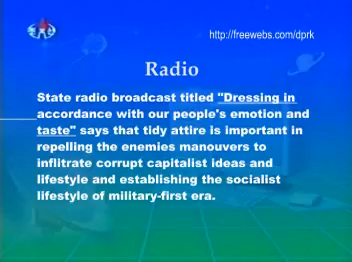 http://freewebs.com/dprk
Radio
State radio broadcast titled "Dressing in
accordance with our people's emotion and
taste" says that tidy attire is important in
repelling the enemies manouvers to
inflitrate corrupt capitalist ideas and
lifestyle and establishing the socialist
lifestyle of military-first era.